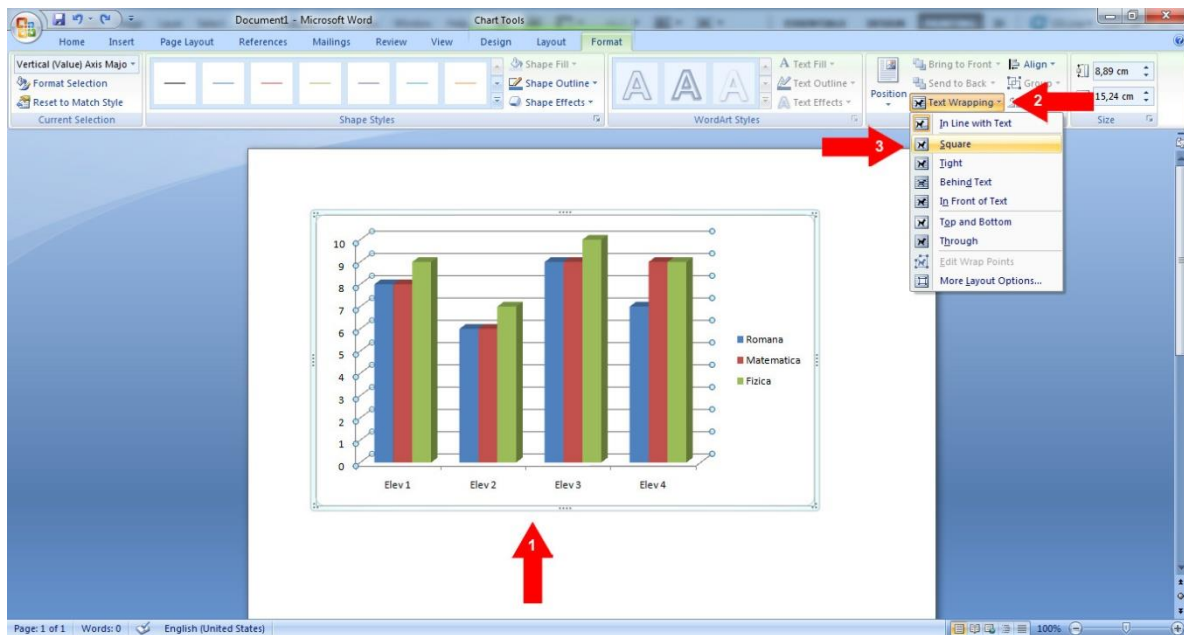 Document1 - Microsoft Word Chart Tools
Home Insert Page Layout References Mailings Review View Design Layout Format
Vertical (Value) Axis Majo
Format Selection
Reset to Match Style
Current Selection
Shape Fill
Shape Outline
Shape Effects
Shape Styles
A A A
Text Fill
Text Outline
Text Effects
WordArt Styles
Position
Bring to Front
Send to Back
Text Wrapping
Align
Group
8,89 cm
15,24 cm
Size
2
3
In Line with Text
Square
Tight
Behind Text
In Front of Text
Top and Bottom
Through
Edit Wrap Points
More Layout Options...
10
9
8
7
6
5
4
3
2
1
0
Elev 1 Elev 2 Elev 3 Elev 4
Romana
Matematica
Fizica
1
Page: 1 of 1 Words: 0 English (United States) 100%